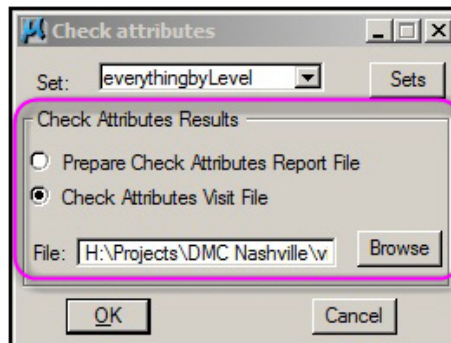 Check attributes
Set: everythingbyLevel Sets
Check Attributes Results
Prepare Check Attributes Report File
Check Attributes Visit File
File: H:\Projects\DMC Nashville\v Browse
OK Cancel